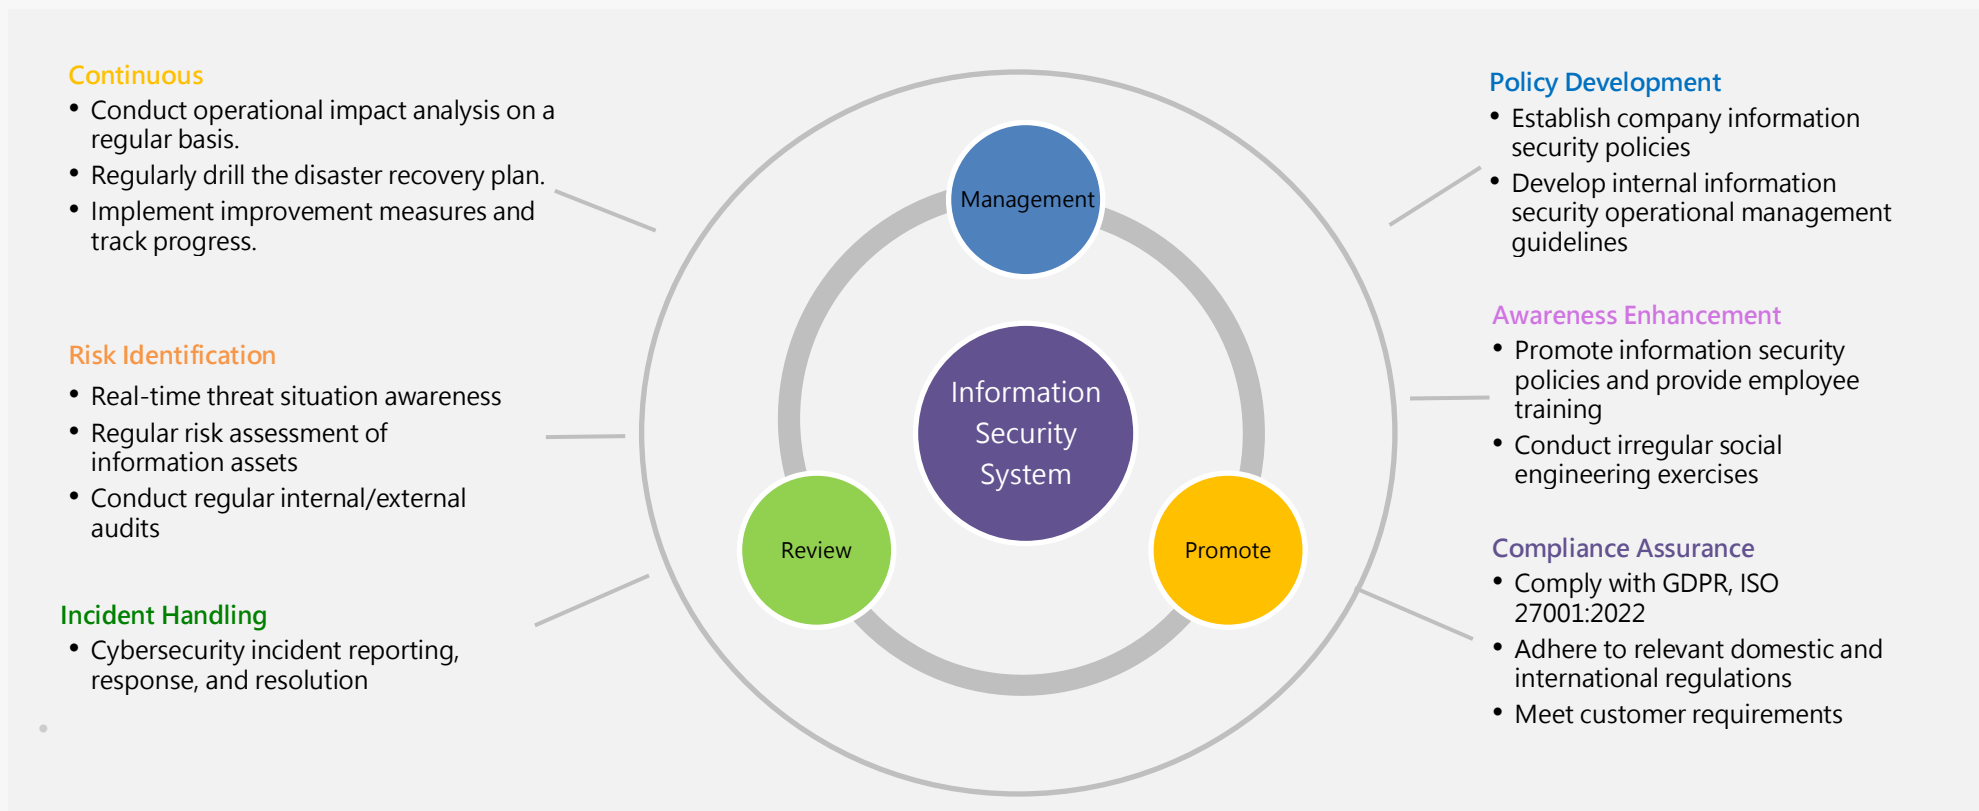 Continuous
• Conduct operational impact analysis on a
regular basis.
• Regularly drill the disaster recovery plan.
• Implement improvement measures and
track progress.
Risk Identification
• Real-time threat situation awareness
• Regular risk assessment of
information assets
• Conduct regular internal/external
audits
Incident Handling
• Cybersecurity incident reporting,
response, and resolution
Management
Information
Security
System
Review
Promote
Policy Development
• Establish company information
security policies
• Develop internal information
security operational management
guidelines
Awareness Enhancement
• Promote information security
policies and provide employee
training
• Conduct irregular social
engineering exercises
Compliance Assurance
• Comply with GDPR, ISO
27001:2022
• Adhere to relevant domestic and
international regulations
• Meet customer requirements